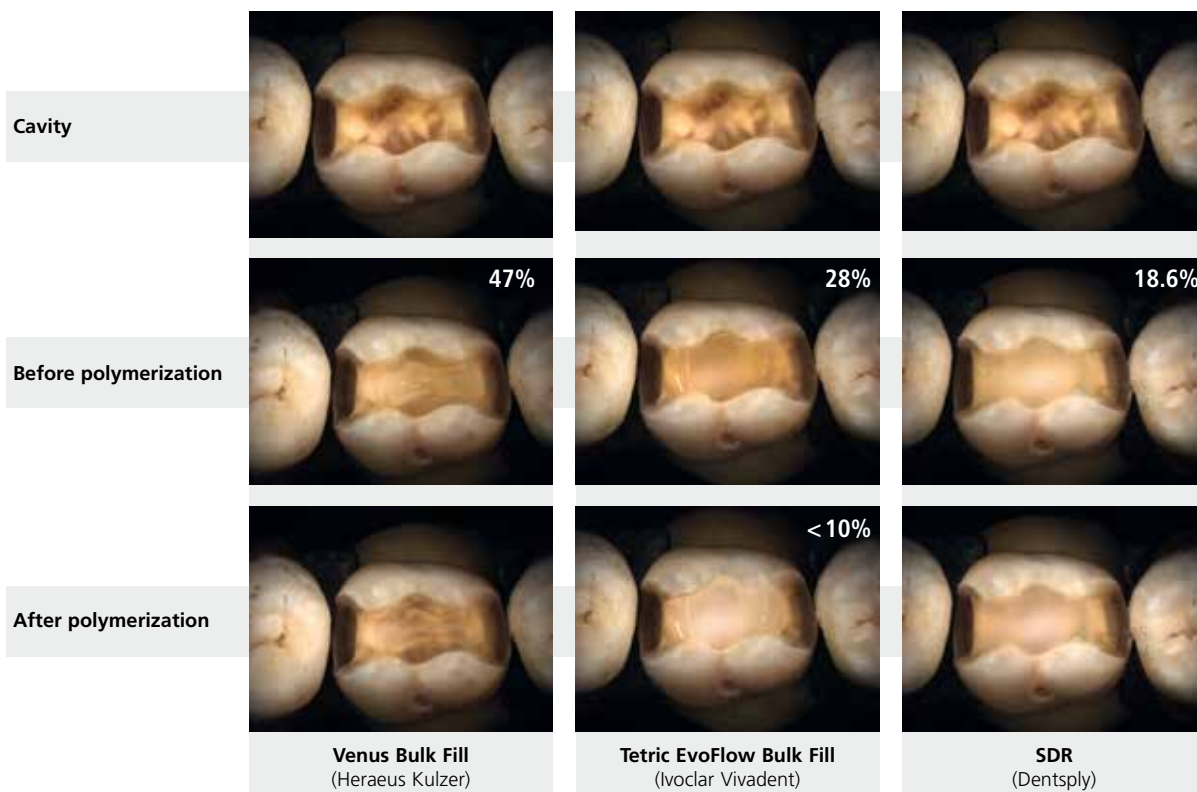 Cavity
47%
28%
18.6%
Before polymerization
<10%
After polymerization
Venus Bulk Fill
(Heraeus Kulzer)
Tetric EvoFlow Bulk Fill
(Ivoclar Vivadent)
SDR
(Dentsply)